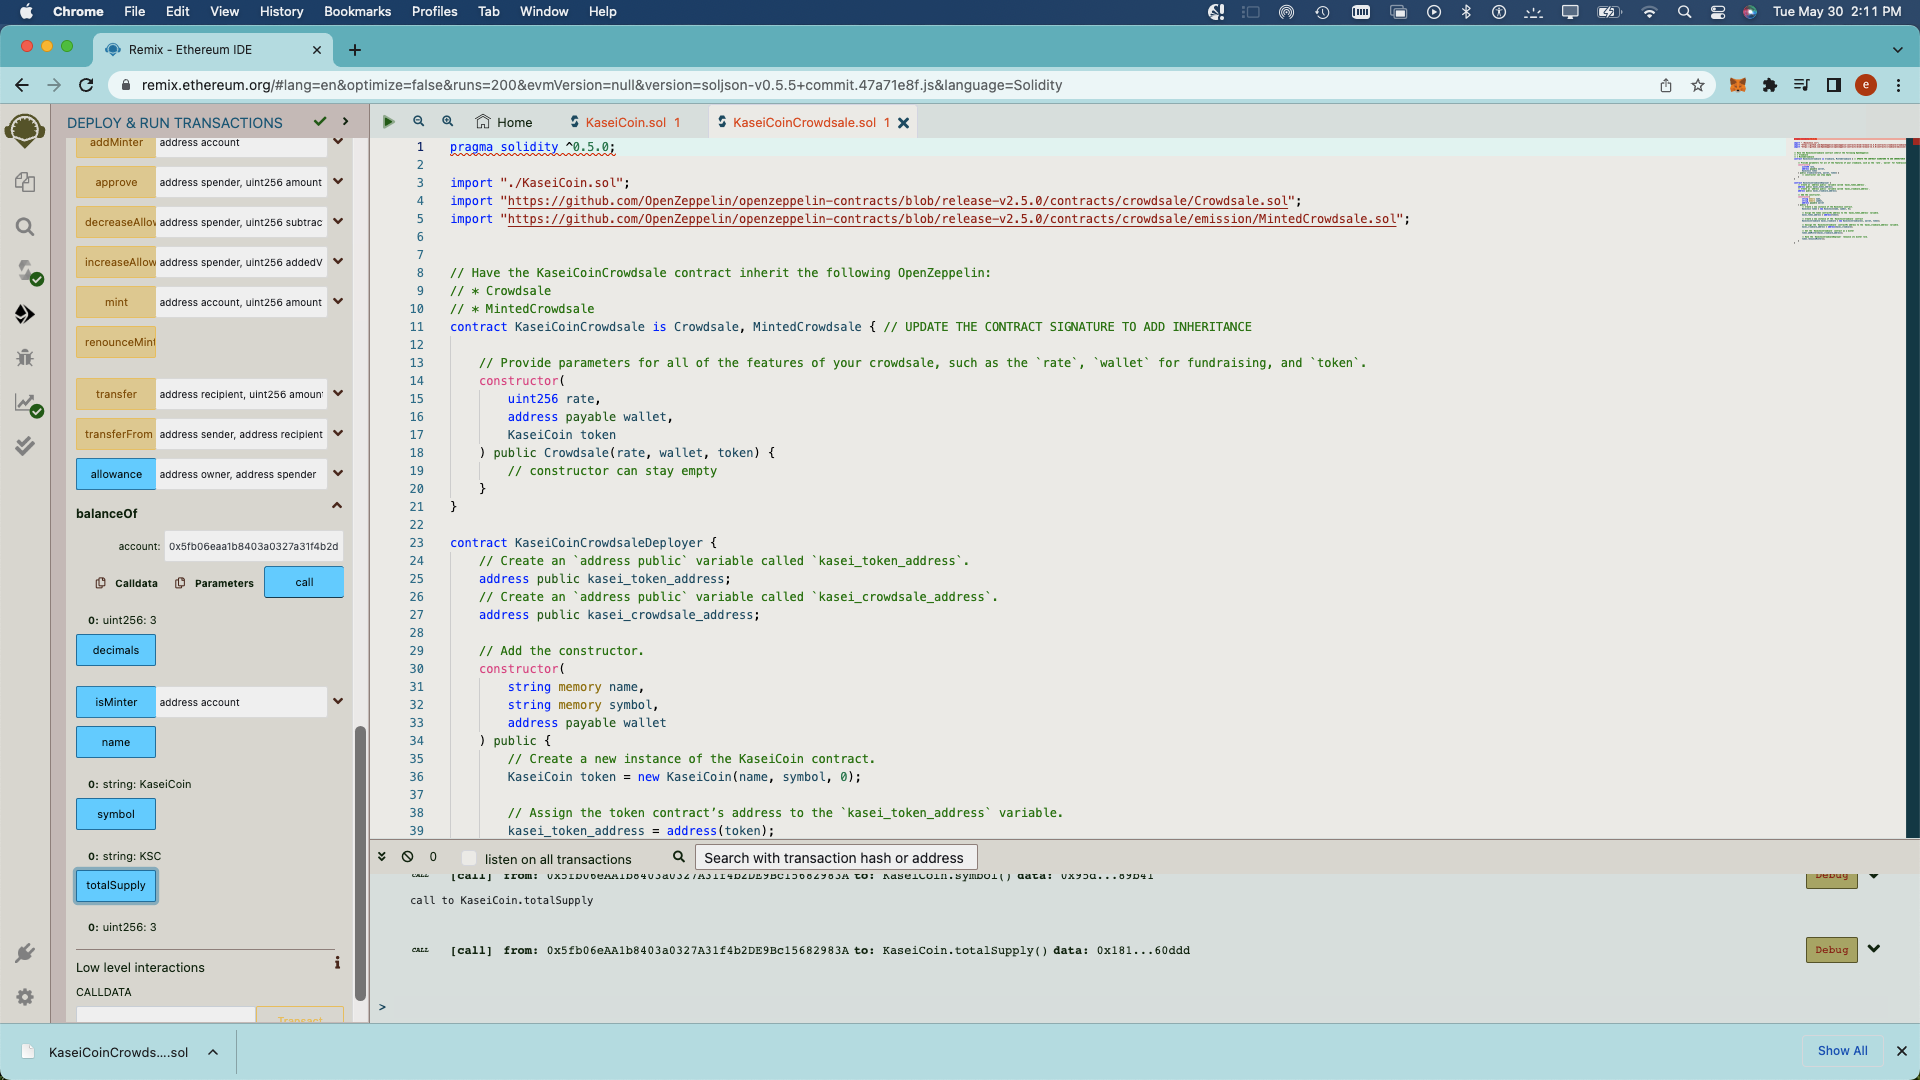 Chrome File Edit View History Bookmarks Profiles Tab Window Help Tue May 30 2:11 PM
Remix - Ethereum IDE
remix.ethereum.org/#lang=en&optimize=false&runs=200&evmVersion=null&version=soljson-v0.5.5+commit.47a71e8f.js&language=Solidity
e
DEPLOY & RUN TRANSACTIONS
addMinter address account
approve address spender, uint256 amount
decreaseAllow address spender, uint256 subtrac
increaseAllow address spender, uint256 addedV
mint address account, uint256 amount
renounceMint
transfer address recipient, uint256 amount
transferFrom address sender, address recipient
allowance address owner, address spender
balanceOf
account: 0x5fb06eaa1b8403a0327a31f4b2d
Calldata Parameters call
0: uint256: 3
decimals
isMinter address account
name
0: string: KaseiCoin
symbol
0: string: KSC
totalSupply
0: uint256: 3
Low level interactions
CALLDATA
Transact
Home KaseiCoin.sol 1 KaseiCoinCrowdsale.sol 1
1 pragma solidity ^0.5.0;
2
3 import "./KaseiCoin.sol";
4 import "https://github.com/OpenZeppelin/openzeppelin-contracts/blob/release-v2.5.0/contracts/crowdsale/Crowdsale.sol";
5 import "https://github.com/OpenZeppelin/openzeppelin-contracts/blob/release-v2.5.0/contracts/crowdsale/emission/MintedCrowdsale.sol";
6
7
8 // Have the KaseiCoinCrowdsale contract inherit the following OpenZeppelin:
9 // * Crowdsale
10 // * MintedCrowdsale
11 contract KaseiCoinCrowdsale is Crowdsale, MintedCrowdsale { // UPDATE THE CONTRACT SIGNATURE TO ADD INHERITANCE
12
13 // Provide parameters for all of the features of your crowdsale, such as the `rate`, `wallet` for fundraising, and `token`.
14 constructor(
15 uint256 rate,
16 address payable wallet,
17 KaseiCoin token
18 ) public Crowdsale(rate, wallet, token) {
19 // constructor can stay empty
20 }
21 }
22
23 contract KaseiCoinCrowdsaleDeployer {
24 // Create an `address public` variable called `kasei_token_address`.
25 address public kasei_token_address;
26 // Create an `address public` variable called `kasei_crowdsale_address`.
27 address public kasei_crowdsale_address;
28
29 // Add the constructor.
30 constructor(
31 string memory name,
32 string memory symbol,
33 address payable wallet
34 ) public {
35 // Create a new instance of the KaseiCoin contract.
36 KaseiCoin token = new KaseiCoin(name, symbol, 0);
37
38 // Assign the token contract’s address to the `kasei_token_address` variable.
39 kasei_token_address = address(token);
0 listen on all transactions Search with transaction hash or address
CALL [call] from: 0x5fb06eAA1b8403a0327A31f4b2DE9Bc15682983A to: KaseiCoin.symbol() data: 0x95d...89b41 Debug
call to KaseiCoin.totalSupply
CALL [call] from: 0x5fb06eAA1b8403a0327A31f4b2DE9Bc15682983A to: KaseiCoin.totalSupply() data: 0x181...60ddd Debug
>
KaseiCoinCrowds....sol Show All